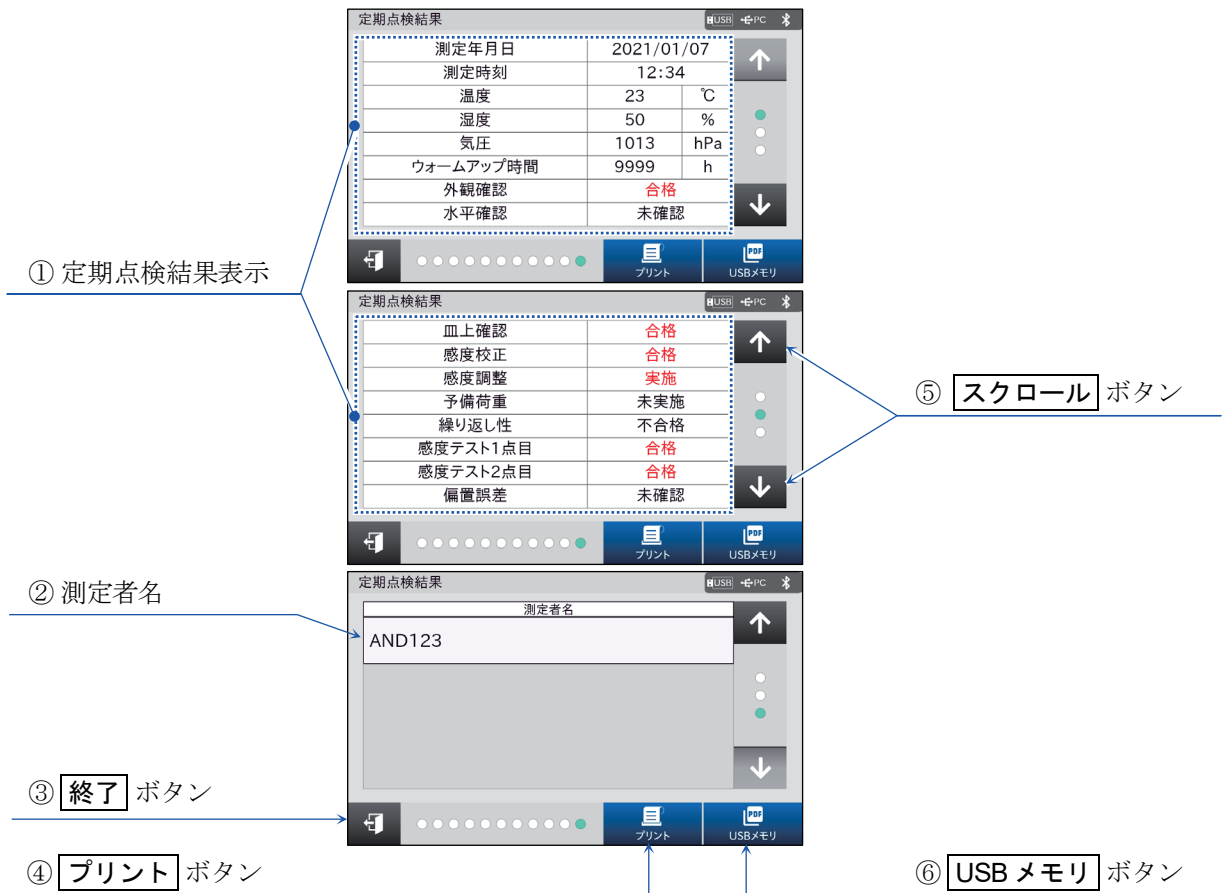 定期点検結果 USB PC
測定年月日 2021/01/07
測定時刻 12:34
温度 23 ℃
湿度 50 %
気圧 1013 hPa
ウォームアップ時間 9999 h
外観確認 合格
水平確認 未確認
プリント PDF USBメモリ
① 定期点検結果表示
定期点検結果 USB PC
皿上確認 合格
感度校正 合格
感度調整 実施
予備荷重 未実施
繰り返し性 不合格
感度テスト1点目 合格
感度テスト2点目 合格
偏置誤差 未確認
プリント PDF USBメモリ
⑤ スクロール ボタン
定期点検結果 USB PC
② 測定者名
測定者名
AND123
③ 終了 ボタン
プリント PDF USBメモリ
④ プリント ボタン
⑥ USB メモリ ボタン